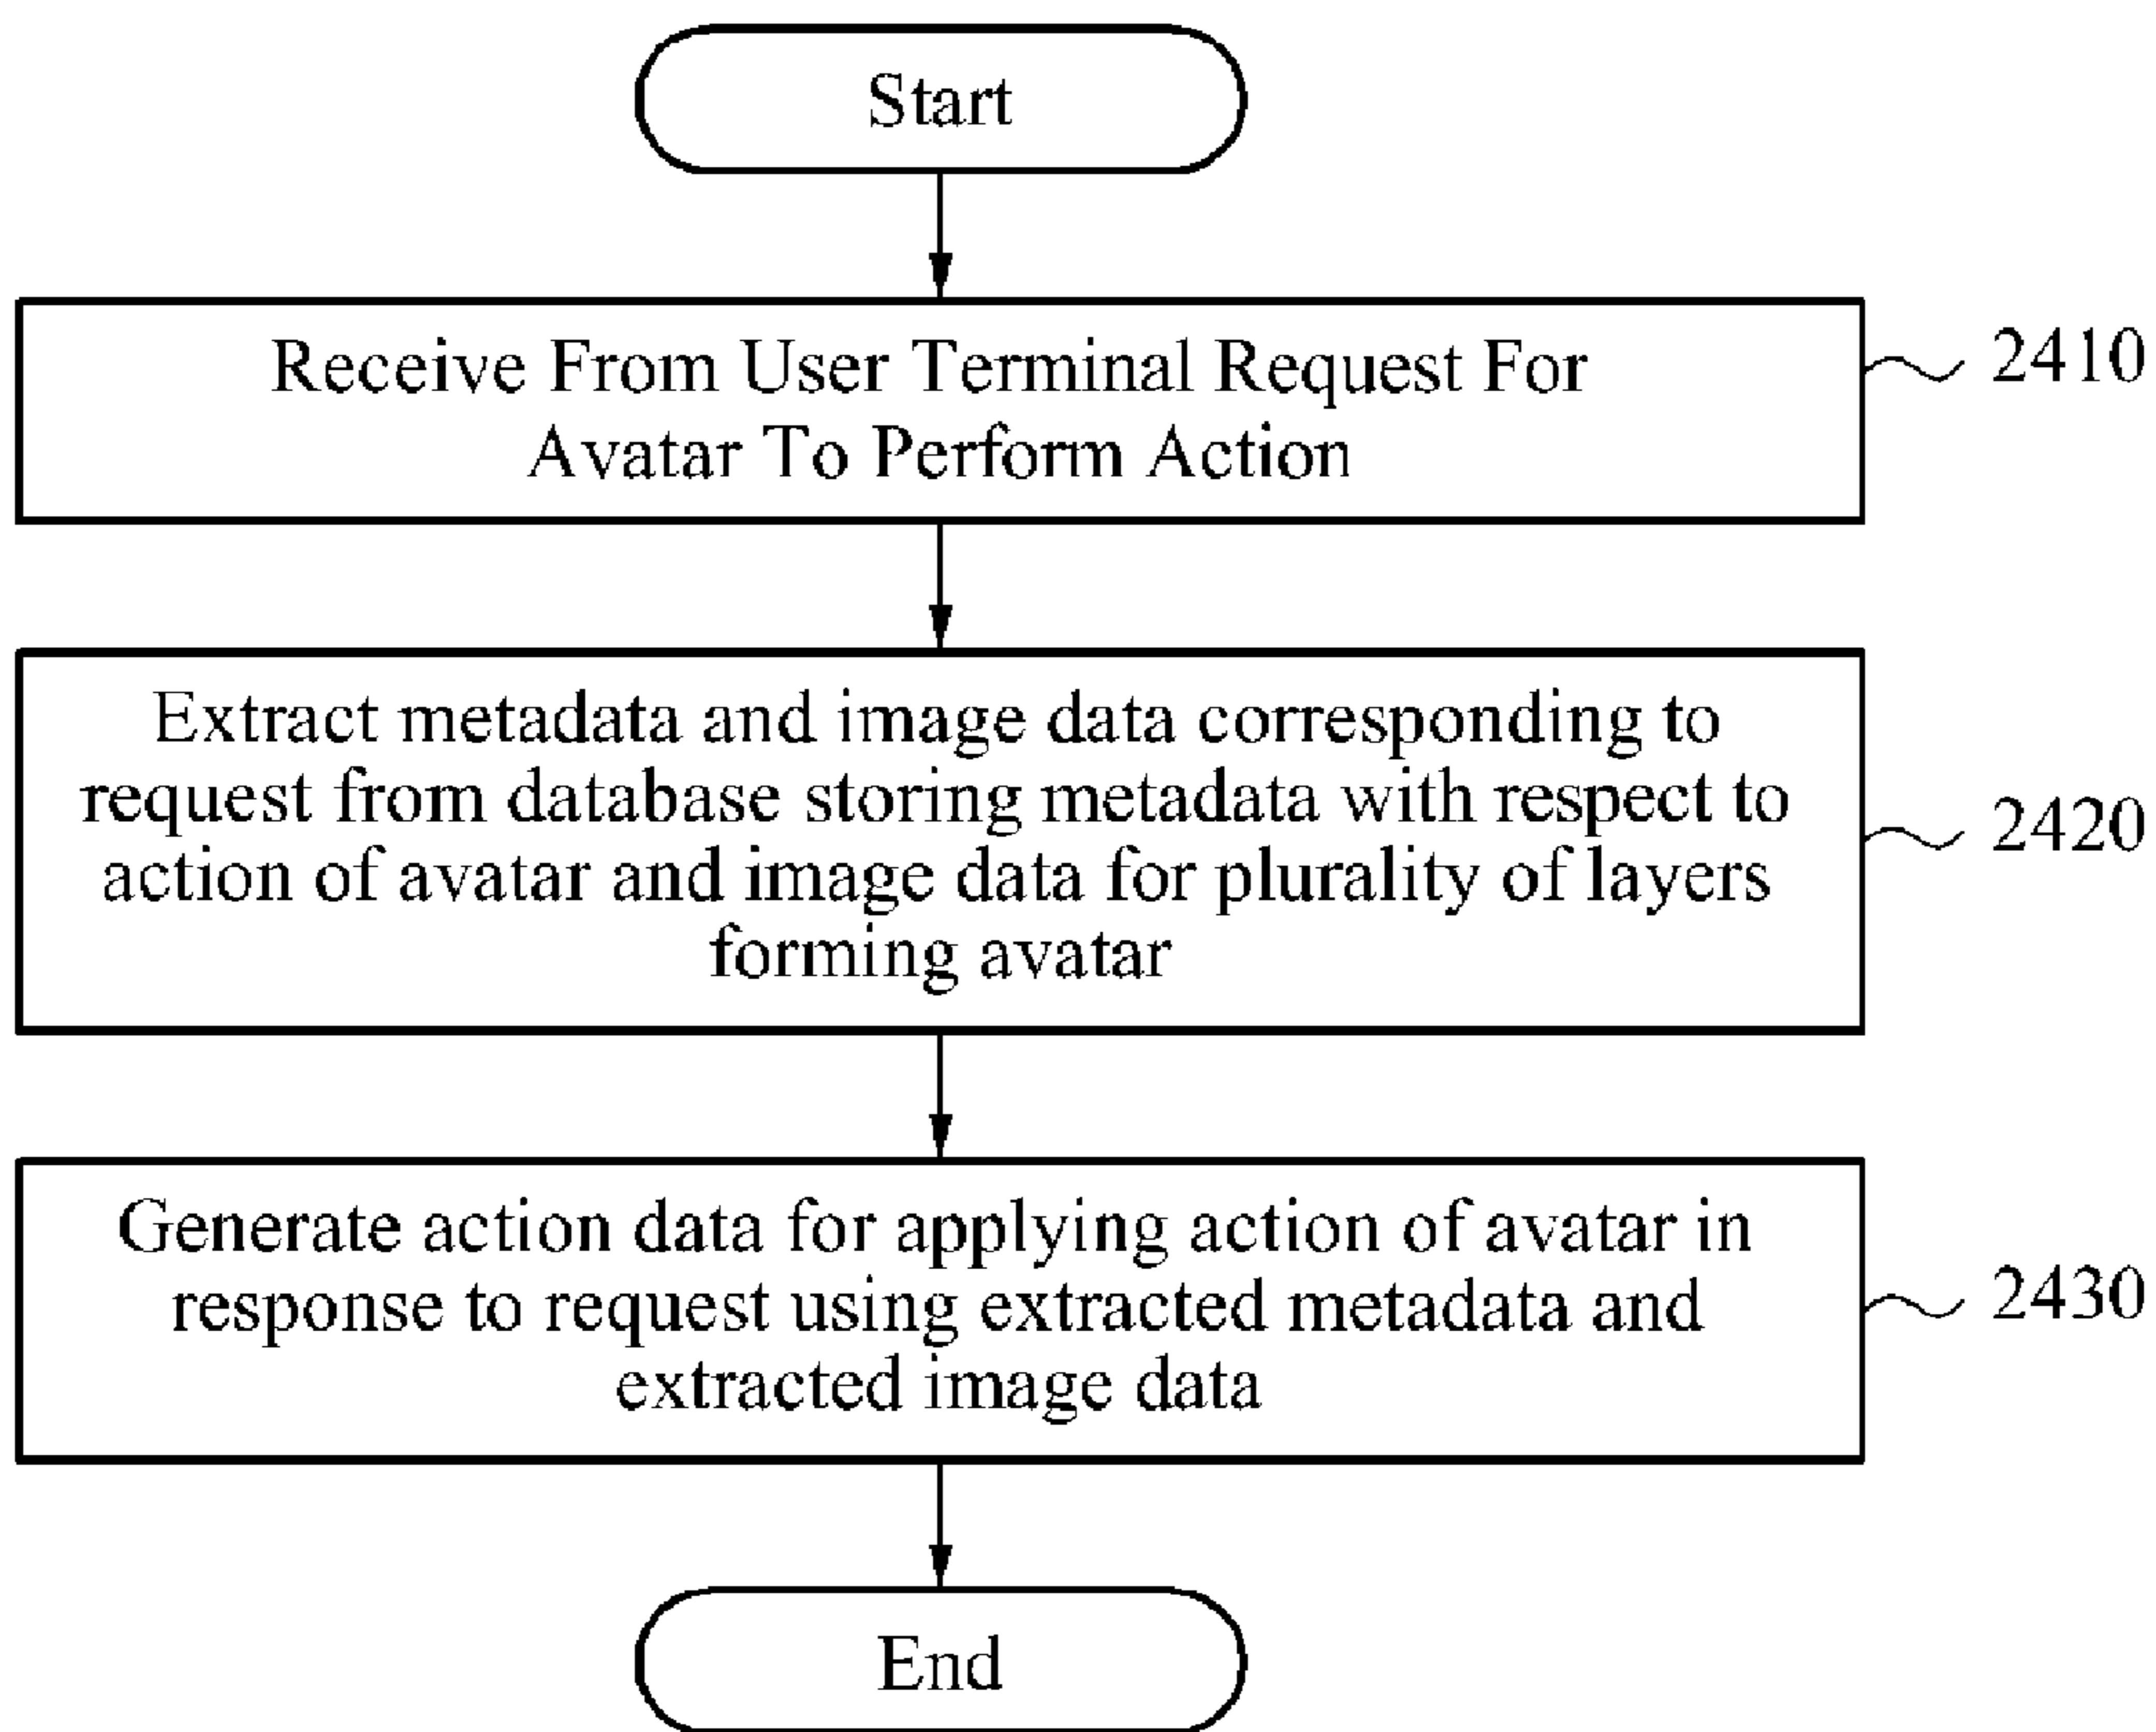 Start
Receive From User Terminal Request For
Avatar To Perform Action
2410
Extract metadata and image data corresponding to
request from database storing metadata with respect to
action of avatar and image data for plurality of layers
forming avatar
2420
Generate action data for applying action of avatar in
response to request using extracted metadata and
extracted image data
2430
End